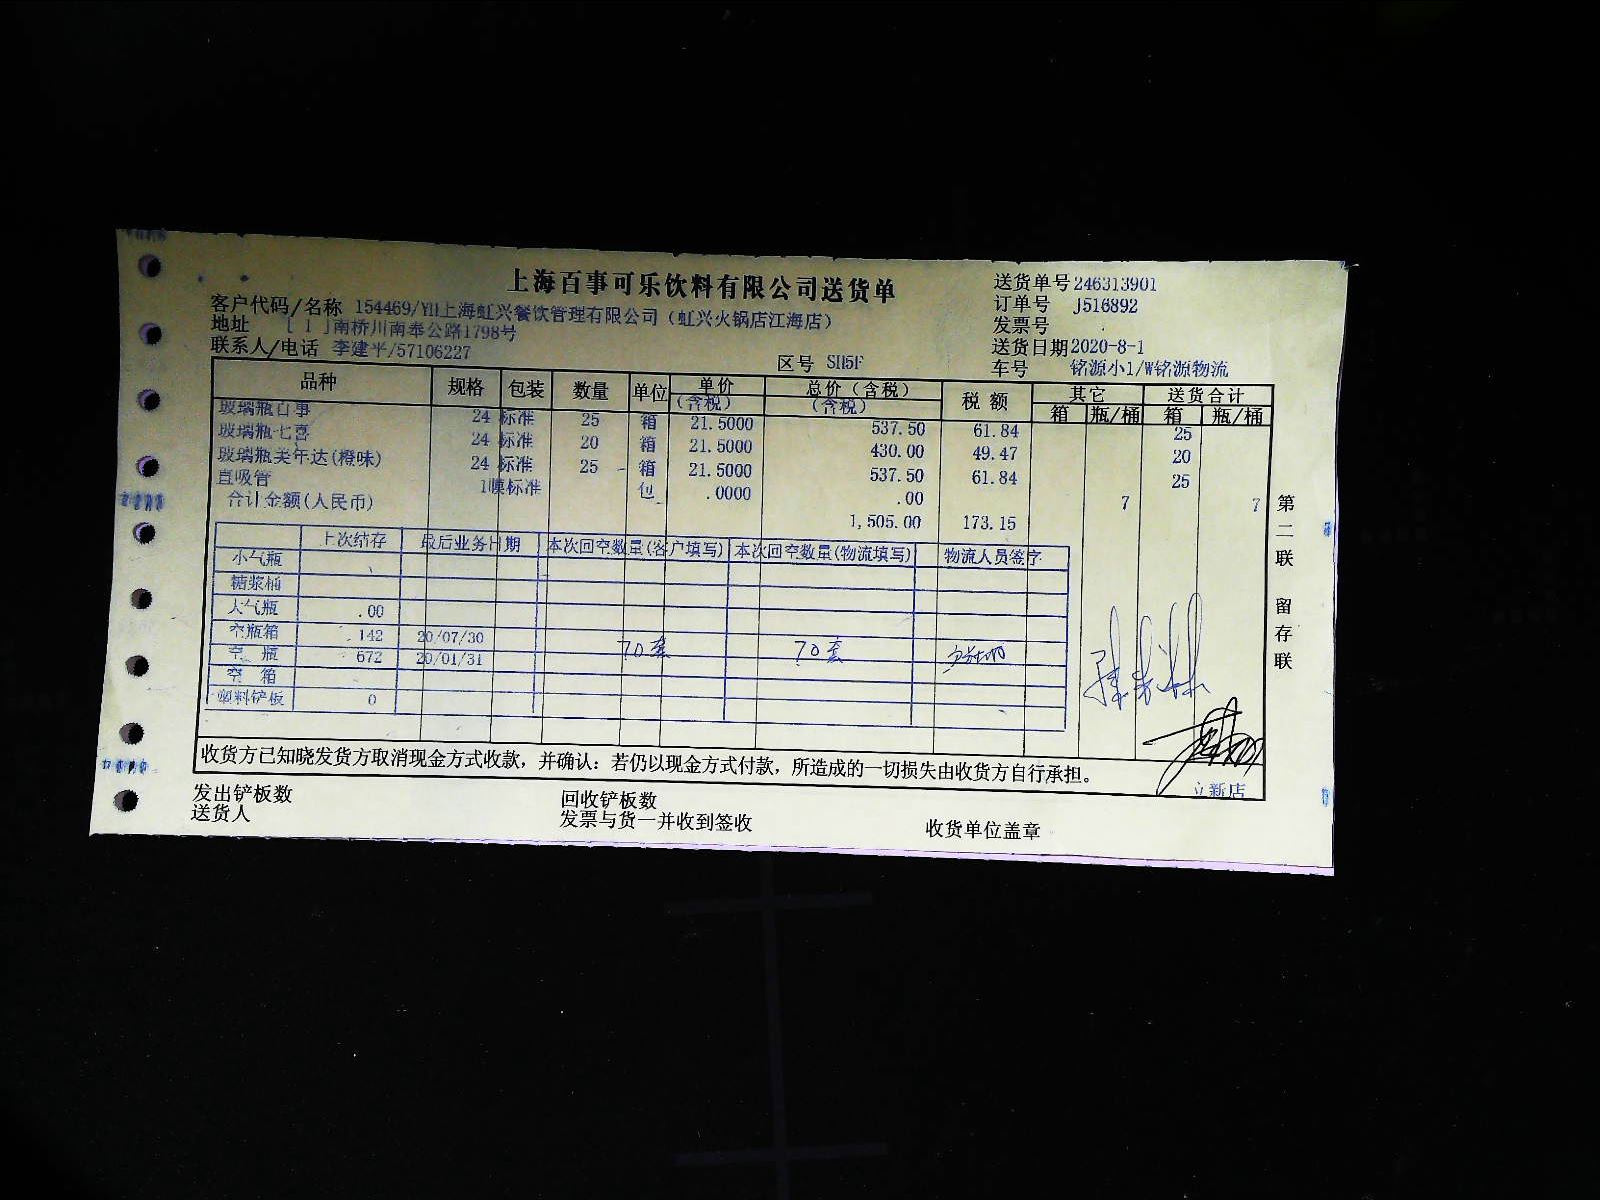 上海百事可乐饮料有限公司送货单
送货单号 246313901
客户代码/名称 154469/YH上海虹兴餐饮管理有限公司（虹兴火锅店江海店）
订单号 J516892
地址 [ 1 ]南桥川南奉公路1798号
发票号
联系人/电话 李建平/57106227
送货日期 2020-8-1
区号 SH5F
车号 铭源小1/W铭源物流
品种 规格 包装 数量 单位 单价(含税) 总价(含税)(含税) 税额 其它 送货合计
箱 瓶/桶 箱 瓶/桶
玻璃瓶百事 24 标准 25 箱 21.5000 537.50 61.84 25
玻璃瓶七喜 24 标准 20 箱 21.5000 430.00 49.47 20
玻璃瓶美年达(橙味) 24 标准 25 箱 21.5000 537.50 61.84 25
直吸管 1 标准 包 .0000 .00 7 7
合计金额(人民币) 1,505.00 173.15
上次结存 最后业务日期 本次回空数量(客户填写) 本次回空数量(物流填写) 物流人员签字
小气瓶
糖浆桶
大气瓶 .00
空瓶箱 142 20/07/30
空 瓶 672 20/01/31 70套 70套
空 箱
塑料铲板 0
收货方已知晓发货方取消现金方式收款，并确认：若仍以现金方式付款，所造成的一切损失由收货方自行承担。
立新店
发出铲板数 回收铲板数
送货人 发票与货一并收到签收 收货单位盖章
第二联 留存联